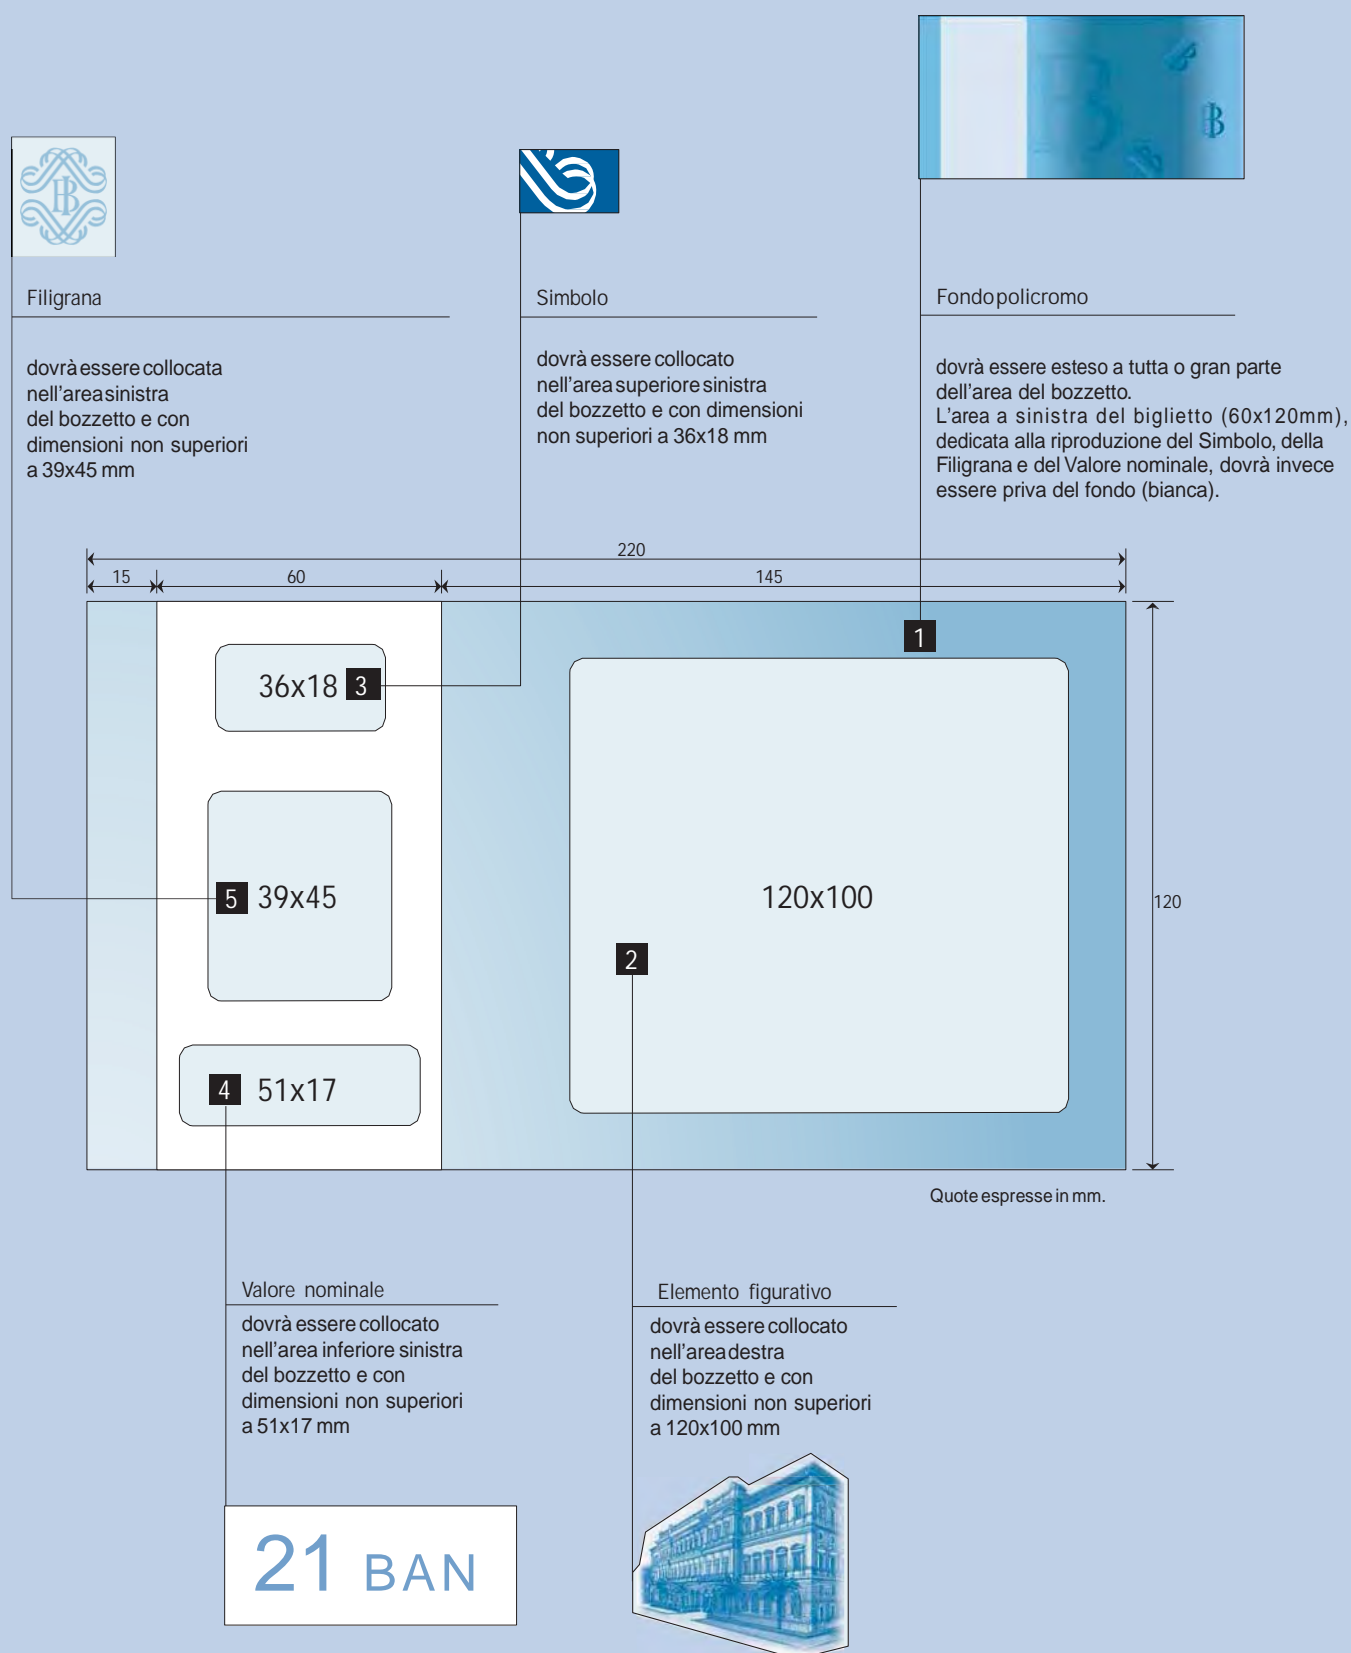 Filigrana
dovrà essere collocata
nell'area sinistra
del bozzetto e con
dimensioni non superiori
a 39x45 mm
Simbolo
dovrà essere collocato
nell'area superiore sinistra
del bozzetto e con dimensioni
non superiori a 36x18 mm
Fondo policromo
dovrà essere esteso a tutta o gran parte
dell'area del bozzetto.
L'area a sinistra del biglietto (60x120mm),
dedicata alla riproduzione del Simbolo, della
Filigrana e del Valore nominale, dovrà invece
essere priva del fondo (bianca).
220
15 60 145
1
36x18 3
5 39x45
120x100
120
2
4 51x17
Quote espresse in mm.
Valore nominale
dovrà essere collocato
nell'area inferiore sinistra
del bozzetto e con
dimensioni non superiori
a 51x17 mm
21 BAN
Elemento figurativo
dovrà essere collocato
nell'area destra
del bozzetto e con
dimensioni non superiori
a 120x100 mm